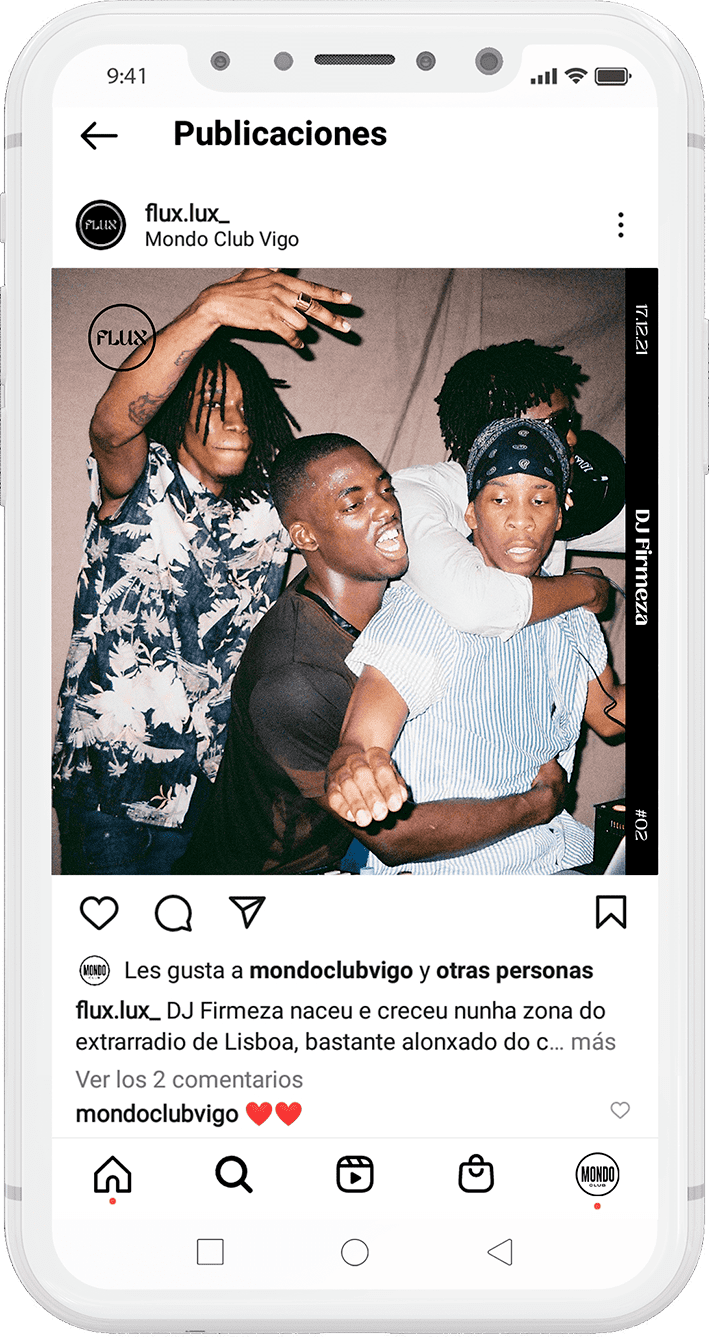 9:41
Publicaciones
FLUX
flux.lux_
Mondo Club Vigo
FLUX
17.12.21
DJ Firmeza
#02
MONDO
CLUB
Les gusta a mondoclubvigo y otras personas
flux.lux_ DJ Firmeza naceu e creceu nunha zona do
extrarradio de Lisboa, bastante alonxado do c... más
Ver los 2 comentarios
mondoclubvigo ❤️❤️
MONDO
CLUB